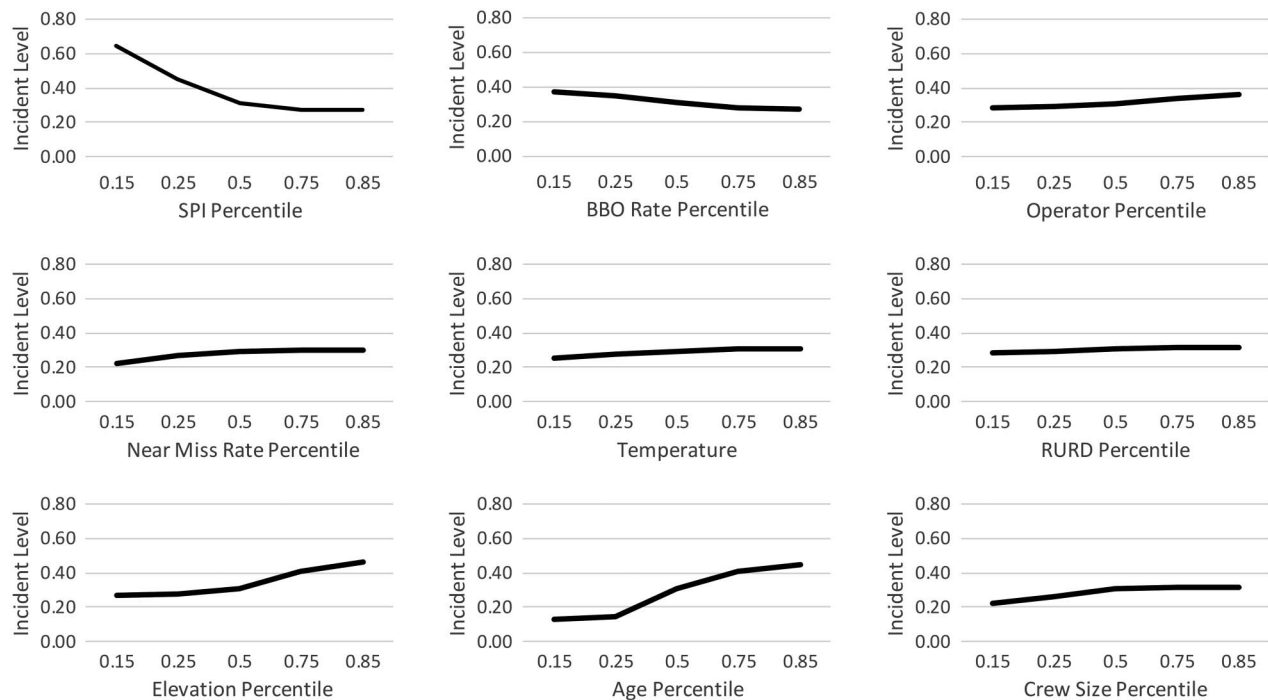 Incident Level
0.80
0.60
0.40
0.20
0.00
0.15 0.25 0.5 0.75 0.85
SPI Percentile
Incident Level
0.80
0.60
0.40
0.20
0.00
0.15 0.25 0.5 0.75 0.85
BBO Rate Percentile
Incident Level
0.80
0.60
0.40
0.20
0.00
0.15 0.25 0.5 0.75 0.85
Operator Percentile
Incident Level
0.80
0.60
0.40
0.20
0.00
0.15 0.25 0.5 0.75 0.85
Near Miss Rate Percentile
Incident Level
0.80
0.60
0.40
0.20
0.00
0.15 0.25 0.5 0.75 0.85
Temperature
Incident Level
0.80
0.60
0.40
0.20
0.00
0.15 0.25 0.5 0.75 0.85
RURD Percentile
Incident Level
0.80
0.60
0.40
0.20
0.00
0.15 0.25 0.5 0.75 0.85
Elevation Percentile
Incident Level
0.80
0.60
0.40
0.20
0.00
0.15 0.25 0.5 0.75 0.85
Age Percentile
Incident Level
0.80
0.60
0.40
0.20
0.00
0.15 0.25 0.5 0.75 0.85
Crew Size Percentile